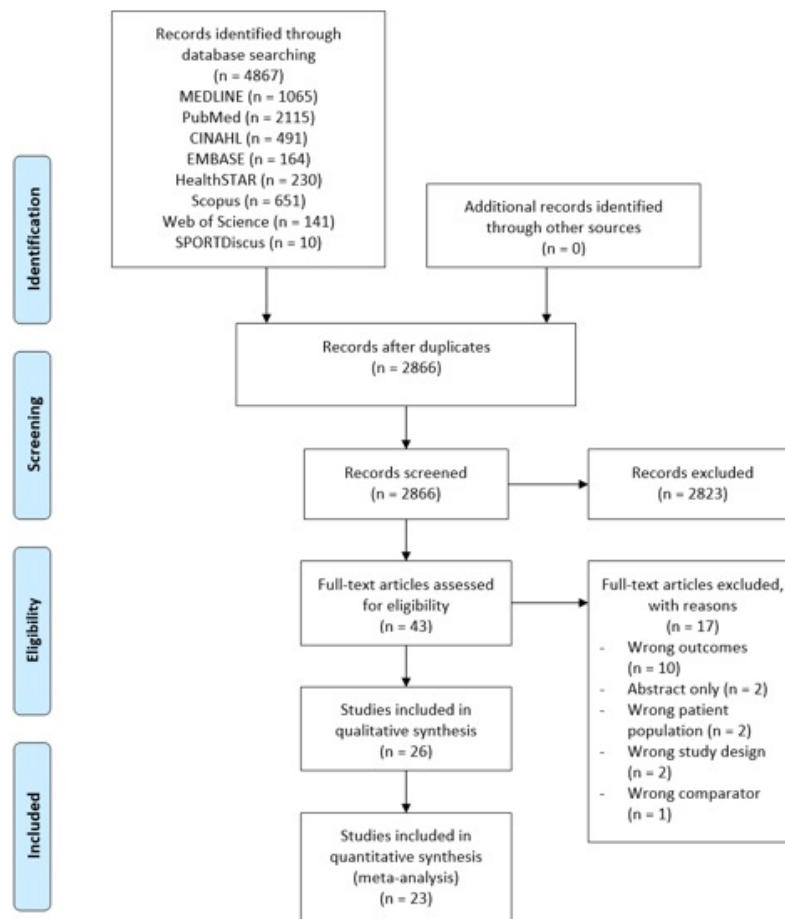 Records identified through
database searching
(n = 4867)
MEDLINE (n = 1065)
PubMed (n = 2115)
CINAHL (n = 491)
EMBASE (n = 164)
HealthSTAR (n = 230)
Scopus (n = 651)
Web of Science (n = 141)
SPORTDiscus (n = 10)
Additional records identified
through other sources
(n = 0)
Identification
Records after duplicates
(n = 2866)
Screening
Records screened
(n = 2866)
Records excluded
(n = 2823)
Eligibility
Full-text articles assessed
for eligibility
(n = 43)
Full-text articles excluded,
with reasons
(n = 17)
- Wrong outcomes
(n = 10)
- Abstract only (n = 2)
- Wrong patient
population (n = 2)
- Wrong study design
(n = 2)
- Wrong comparator
(n = 1)
Studies included in
qualitative synthesis
(n = 26)
Included
Studies included in
quantitative synthesis
(meta-analysis)
(n = 23)